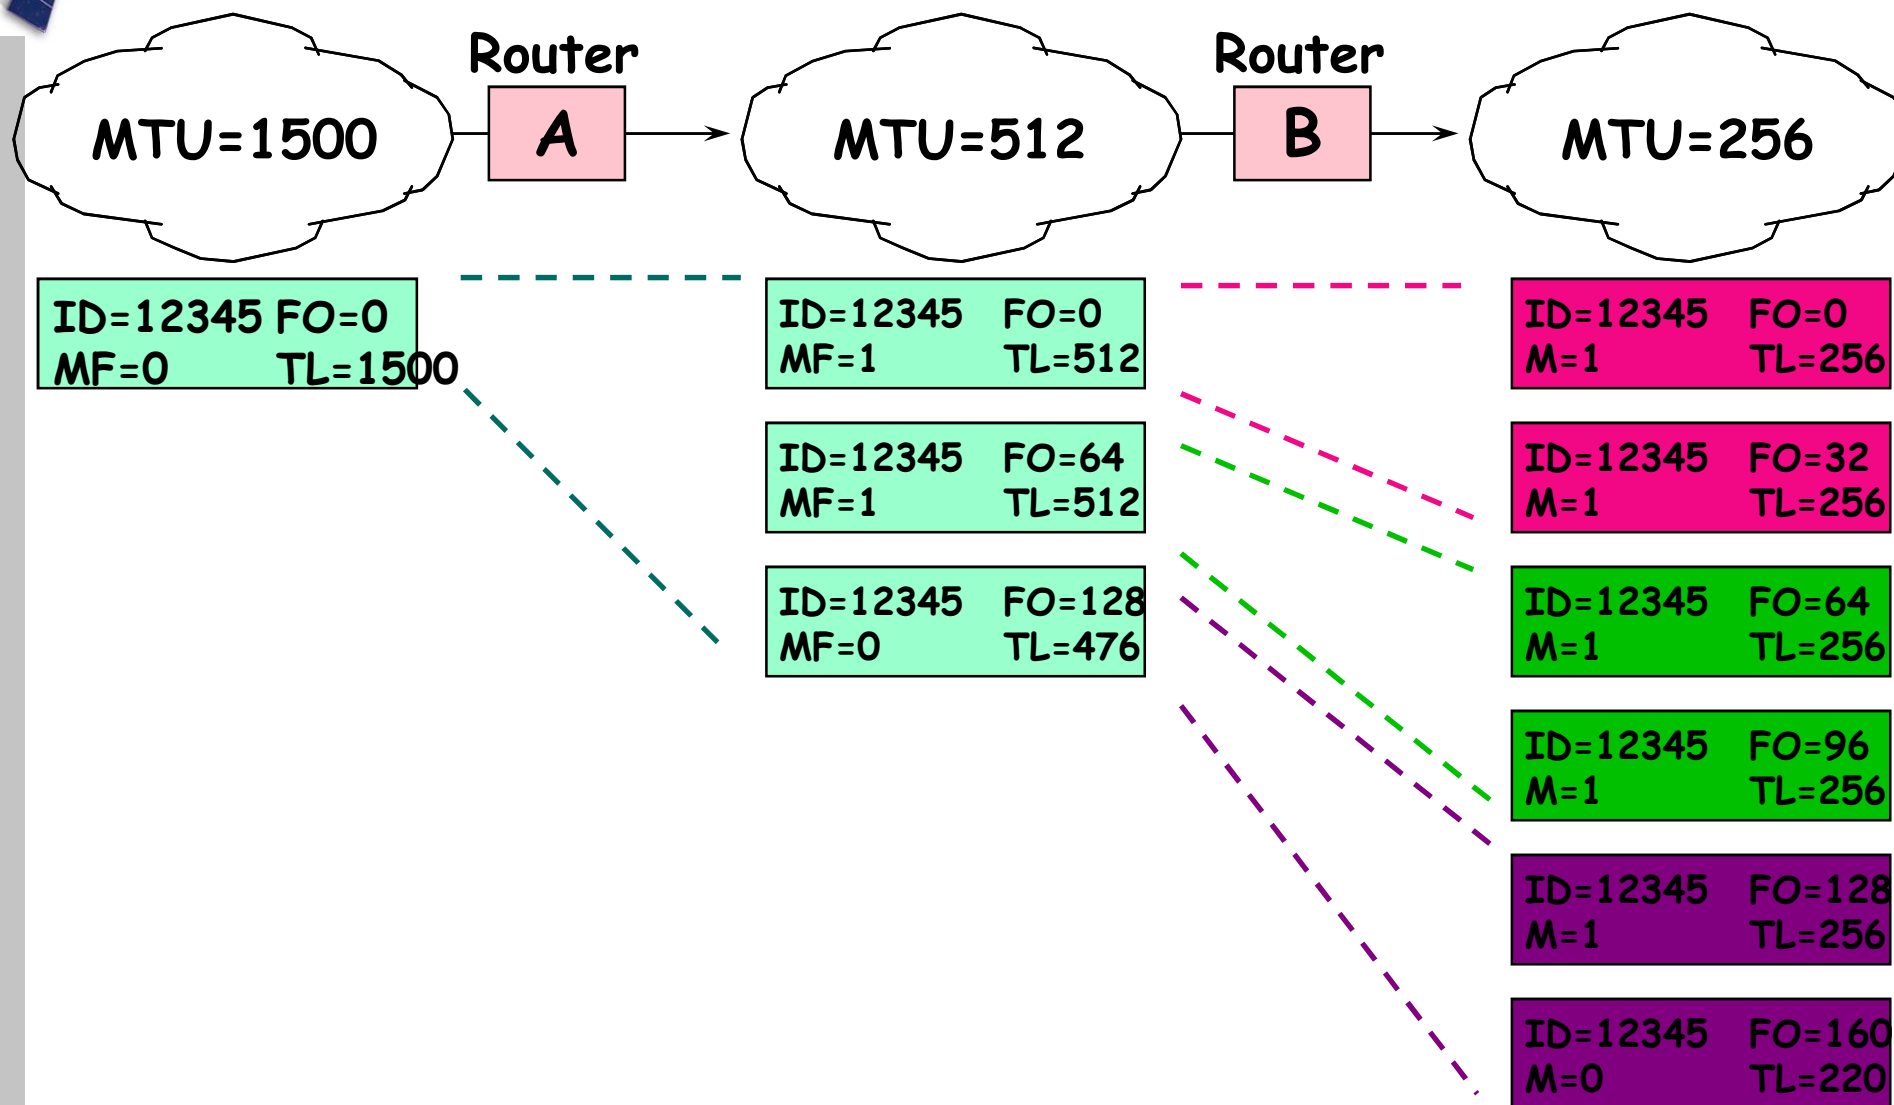 Router
Router
MTU=1500
A
MTU=512
B
MTU=256
ID=12345 FO=0
MF=0 TL=1500
ID=12345 FO=0
MF=1 TL=512
ID=12345 FO=64
MF=1 TL=512
ID=12345 FO=128
MF=0 TL=476
ID=12345 FO=0
M=1 TL=256
ID=12345 FO=32
M=1 TL=256
ID=12345 FO=64
M=1 TL=256
ID=12345 FO=96
M=1 TL=256
ID=12345 FO=128
M=1 TL=256
ID=12345 FO=160
M=0 TL=220